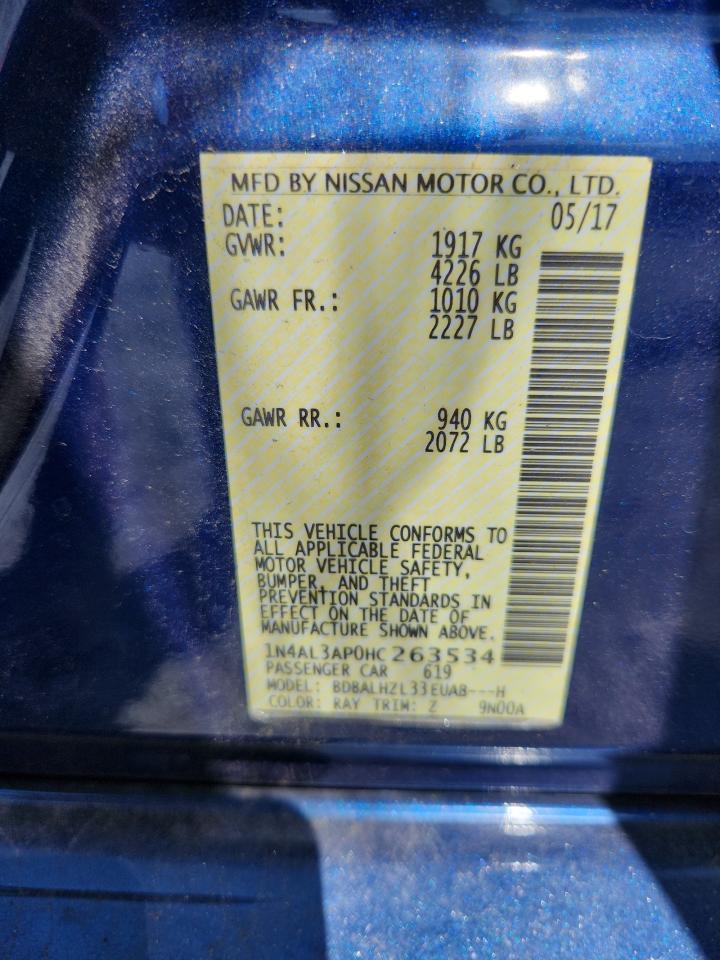 MFD BY NISSAN MOTOR CO., LTD.
DATE: 05/17
GVWR: 1917 KG
4226 LB
GAWR FR.: 1010 KG
2227 LB
GAWR RR.: 940 KG
2072 LB
THIS VEHICLE CONFORMS TO
ALL APPLICABLE FEDERAL
MOTOR VEHICLE SAFETY,
BUMPER, AND THEFT
PREVENTION STANDARDS IN
EFFECT ON THE DATE OF
MANUFACTURE SHOWN ABOVE.
1N4AL3AP0HC263534
PASSENGER CAR 619
MODEL: BDBALHZL33EUAB---H
COLOR: RAY TRIM: Z 9N00A